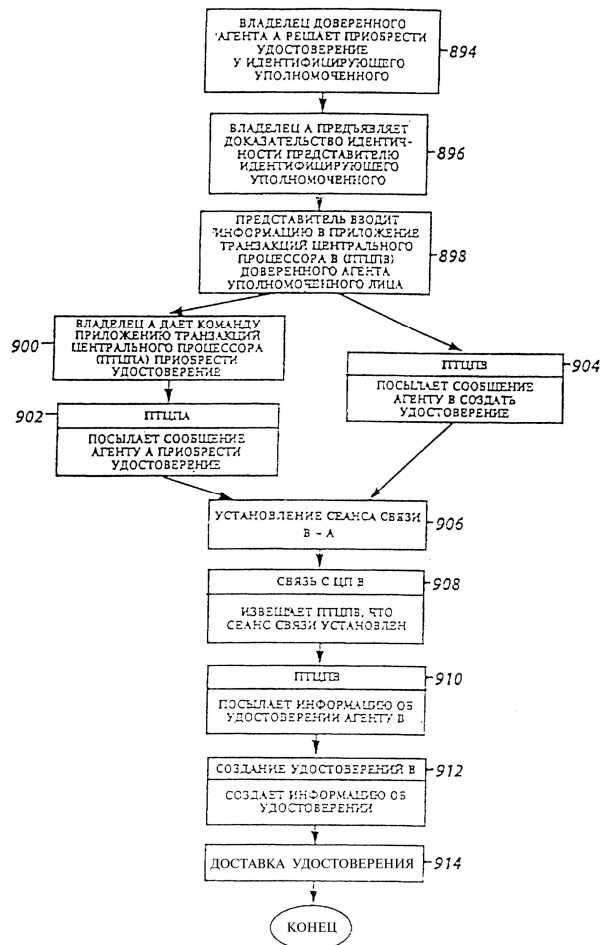 ВЛАДЕЛЕЦ ДОВЕРЕННОГО
АГЕНТА А РЕШАЕТ ПРИОБРЕСТИ
УДОСТОВЕРЕНИЕ
У ИДЕНТИФИЦИРУЮЩЕГО
УПОЛНОМОЧЕННОГО
894
ВЛАДЕЛЕЦ А ПРЕДЪЯВЛЯЕТ
ДОКАЗАТЕЛЬСТВО ИДЕНТИЧ-
НОСТИ ПРЕДСТАВИТЕЛЮ
ИДЕНТИФИЦИРУЮЩЕГО
УПОЛНОМОЧЕННОГО
896
ПРЕДСТАВИТЕЛЬ ВВОДИТ
ИНФОРМАЦИЮ В ПРИЛОЖЕНИЕ
ТРАНЗАКЦИЙ ЦЕНТРАЛЬНОГО
ПРОЦЕССОРА В (ПТЦПВ)
ДОВЕРЕННОГО АГЕНТА
УПОЛНОМОЧЕННОГО ЛИЦА
898
900
ВЛАДЕЛЕЦ А ДАЕТ КОМАНДУ
ПРИЛОЖЕНИЮ ТРАНЗАКЦИЙ
ЦЕНТРАЛЬНОГО ПРОЦЕССОРА
(ПТЦПА) ПРИОБРЕСТИ
УДОСТОВЕРЕНИЕ
902
ПТЦПА
ПОСЫЛАЕТ СООБЩЕНИЕ
АГЕНТУ А ПРИОБРЕСТИ
УДОСТОВЕРЕНИЕ
ПТЦПВ
904
ПОСЫЛАЕТ СООБЩЕНИЕ
АГЕНТУ В СОЗДАТЬ
УДОСТОВЕРЕНИЕ
УСТАНОВЛЕНИЕ СЕАНСА СВЯЗИ
В – А
906
СВЯЗЬ С ЦП В
908
ИЗВЕЩАЕТ ПТЦПВ, ЧТО
СЕАНС СВЯЗИ УСТАНОВЛЕН
ПТЦПВ
910
ПОСЫЛАЕТ ИНФОРМАЦИЮ ОБ
УДОСТОВЕРЕНИИ АГЕНТУ В
СОЗДАНИЕ УДОСТОВЕРЕНИЙ В
912
СОЗДАЕТ ИНФОРМАЦИЮ ОБ
УДОСТОВЕРЕНИИ
ДОСТАВКА УДОСТОВЕРЕНИЯ
914
КОНЕЦ